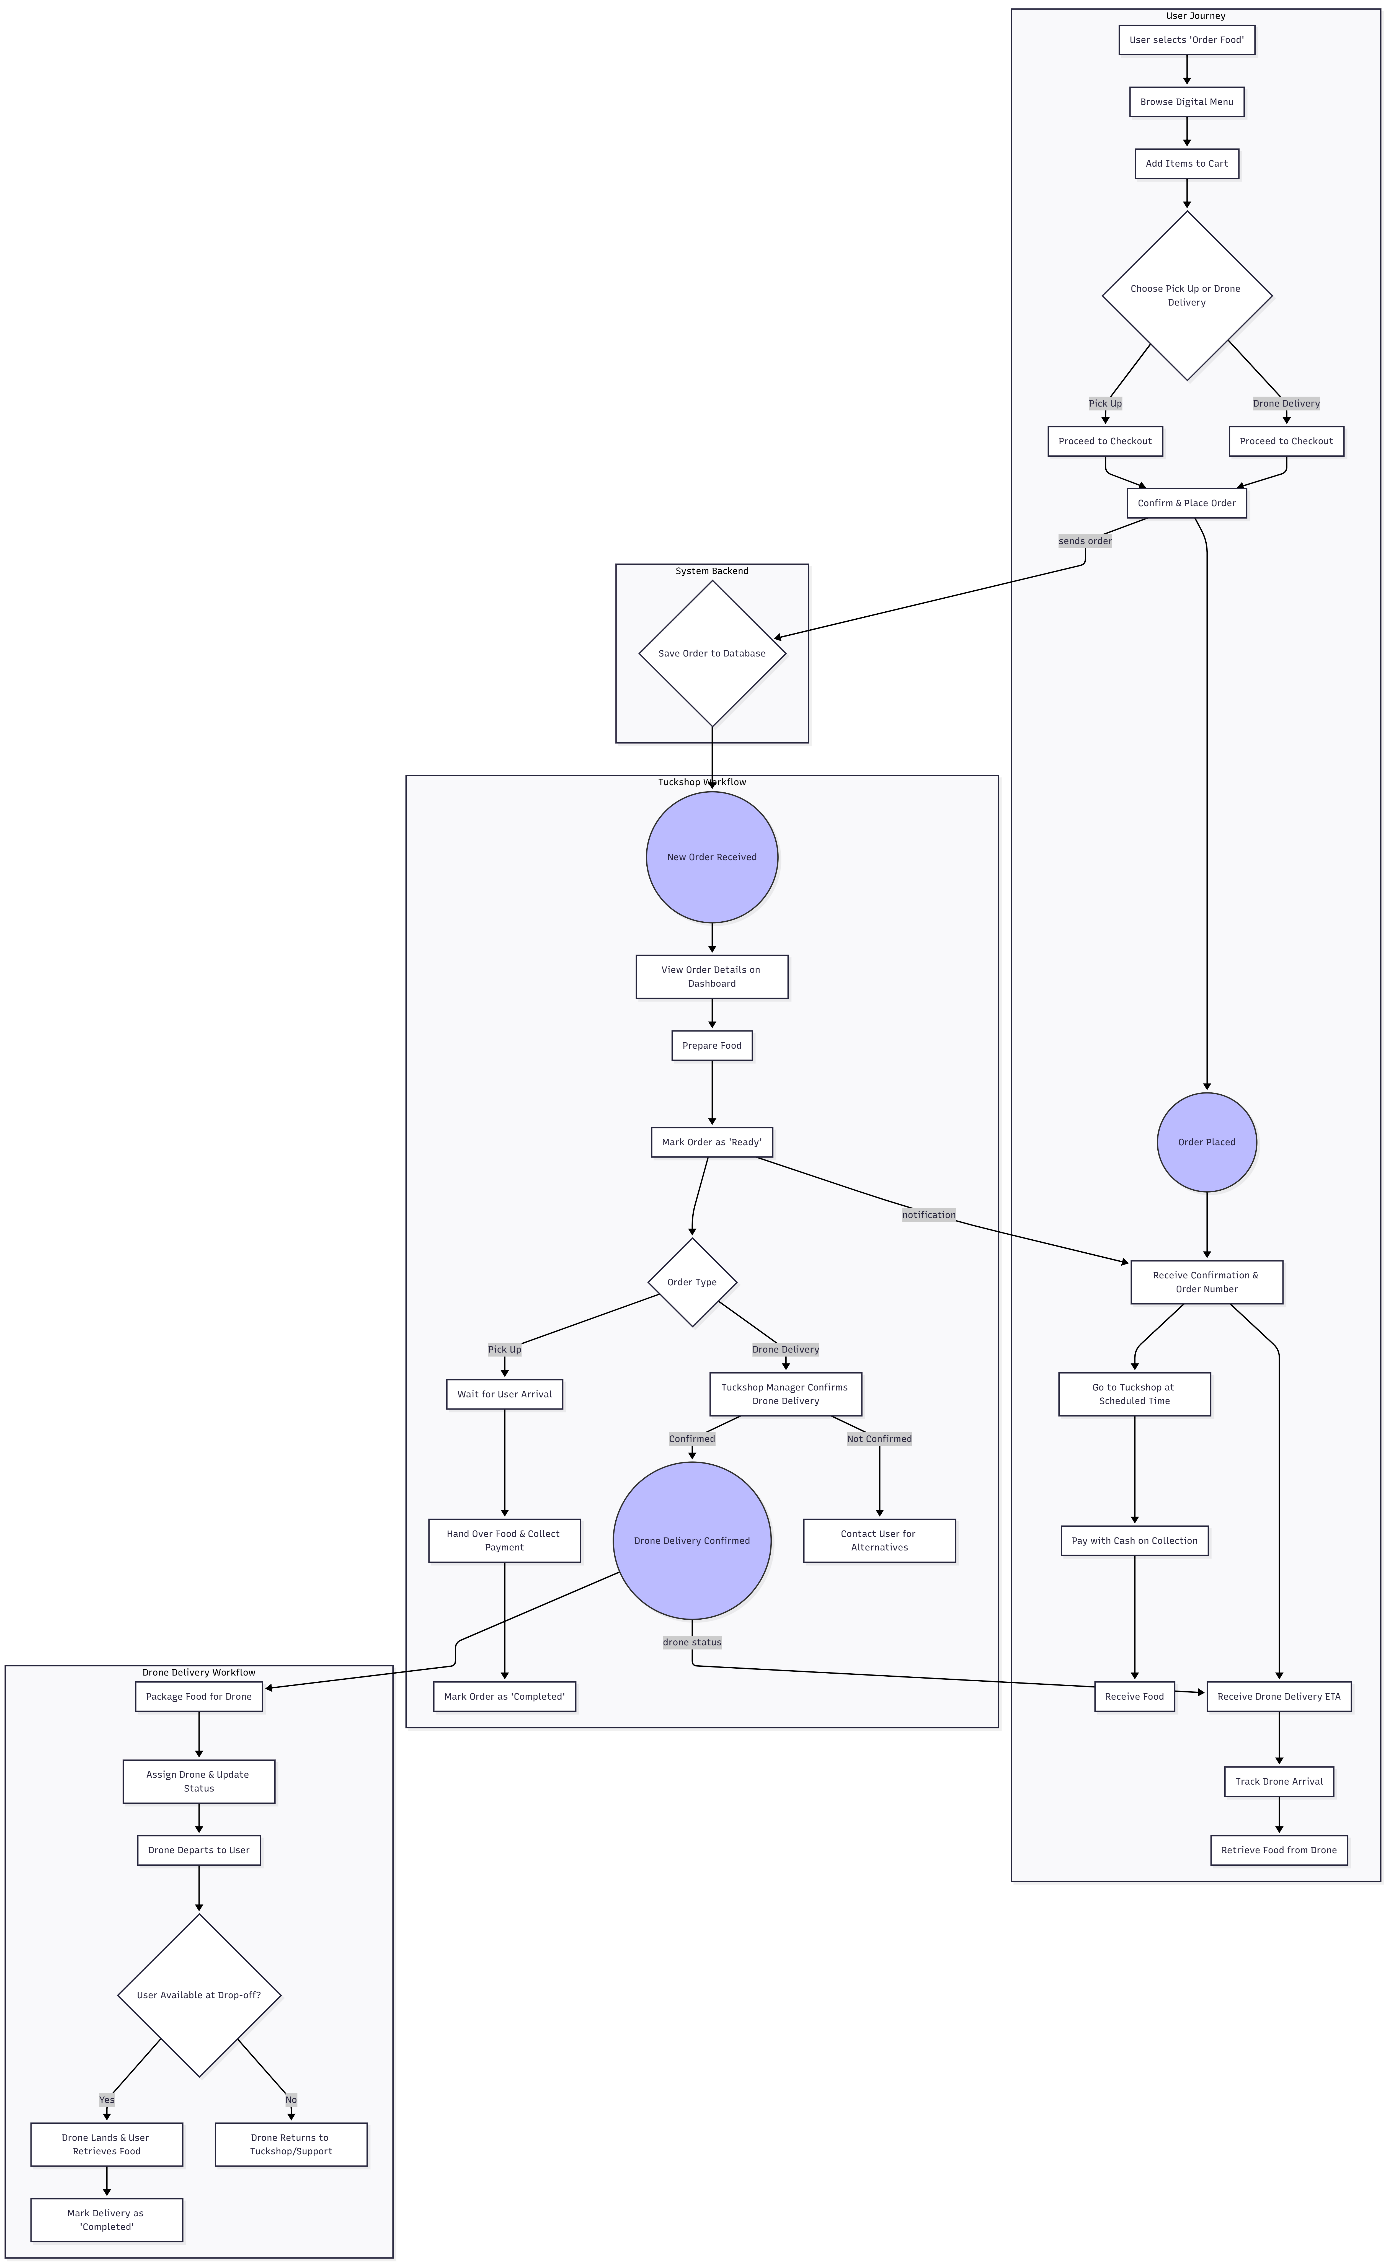 User Journey
User selects 'Order Food'
Browse Digital Menu
Add Items to Cart
Choose Pick Up or Drone
Delivery
Pick Up
Drone Delivery
Proceed to Checkout
Proceed to Checkout
Confirm & Place Order
sends order
System Backend
Save Order to Database
Tuckshop Workflow
New Order Received
View Order Details on
Dashboard
Prepare Food
Mark Order as 'Ready'
Order Placed
notification
Receive Confirmation &
Order Number
Order Type
Pick Up
Drone Delivery
Wait for User Arrival
Tuckshop Manager Confirms
Drone Delivery
Go to Tuckshop at
Scheduled Time
Confirmed
Not Confirmed
Hand Over Food & Collect
Payment
Drone Delivery Confirmed
Contact User for
Alternatives
Pay with Cash on Collection
drone status
Drone Delivery Workflow
Package Food for Drone
Mark Order as 'Completed'
Receive Food
Receive Drone Delivery ETA
Assign Drone & Update
Status
Track Drone Arrival
Drone Departs to User
Retrieve Food from Drone
User Available at Drop-off?
Yes
No
Drone Lands & User
Retrieves Food
Drone Returns to
Tuckshop/Support
Mark Delivery as
'Completed'